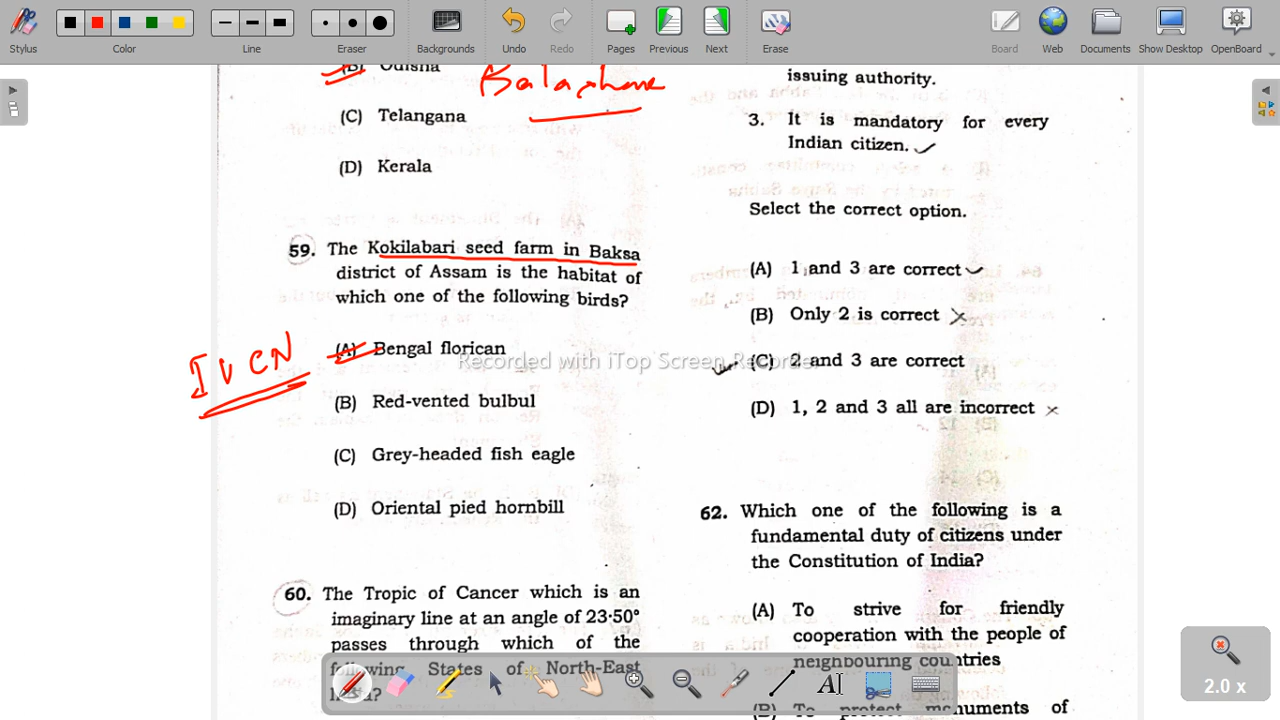 Stylus
Color
Line
Eraser
Backgrounds
Undo
Redo
Pages
Previous
Next
Erase
Board
Web
Documents
Show Desktop
OpenBoard
(B) Odisha
(C) Telangana
(D) Kerala
59. The Kokilabari seed farm in Baksa
district of Assam is the habitat of
which one of the following birds?
IUCN
(A) Bengal florican
(B) Red-vented bulbul
(C) Grey-headed fish eagle
(D) Oriental pied hornbill
60. The Tropic of Cancer which is an
imaginary line at an angle of 23·50°
passes through which of the
following States of North-East
issuing authority.
3. It is mandatory for every
Indian citizen.
Select the correct option.
(A) 1 and 3 are correct
(B) Only 2 is correct
(C) 2 and 3 are correct
(D) 1, 2 and 3 all are incorrect
62. Which one of the following is a
fundamental duty of citizens under
the Constitution of India?
(A) To strive for friendly
cooperation with the people of
neighbouring countries
(B) To protect monuments of
Recorded with iTop Screen Recorder
2.0 x